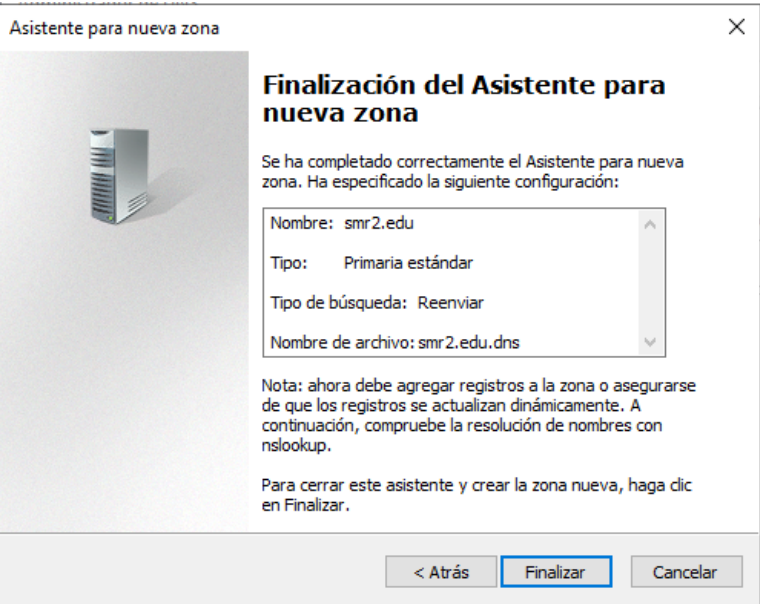 Asistente para nueva zona
Finalización del Asistente para
nueva zona
Se ha completado correctamente el Asistente para nueva
zona. Ha especificado la siguiente configuración:
Nombre: smr2.edu
Tipo: Primaria estándar
Tipo de búsqueda: Reenviar
Nombre de archivo: smr2.edu.dns
Nota: ahora debe agregar registros a la zona o asegurarse
de que los registros se actualizan dinámicamente. A
continuación, compruebe la resolución de nombres con
nslookup.
Para cerrar este asistente y crear la zona nueva, haga clic
en Finalizar.
< Atrás Finalizar Cancelar